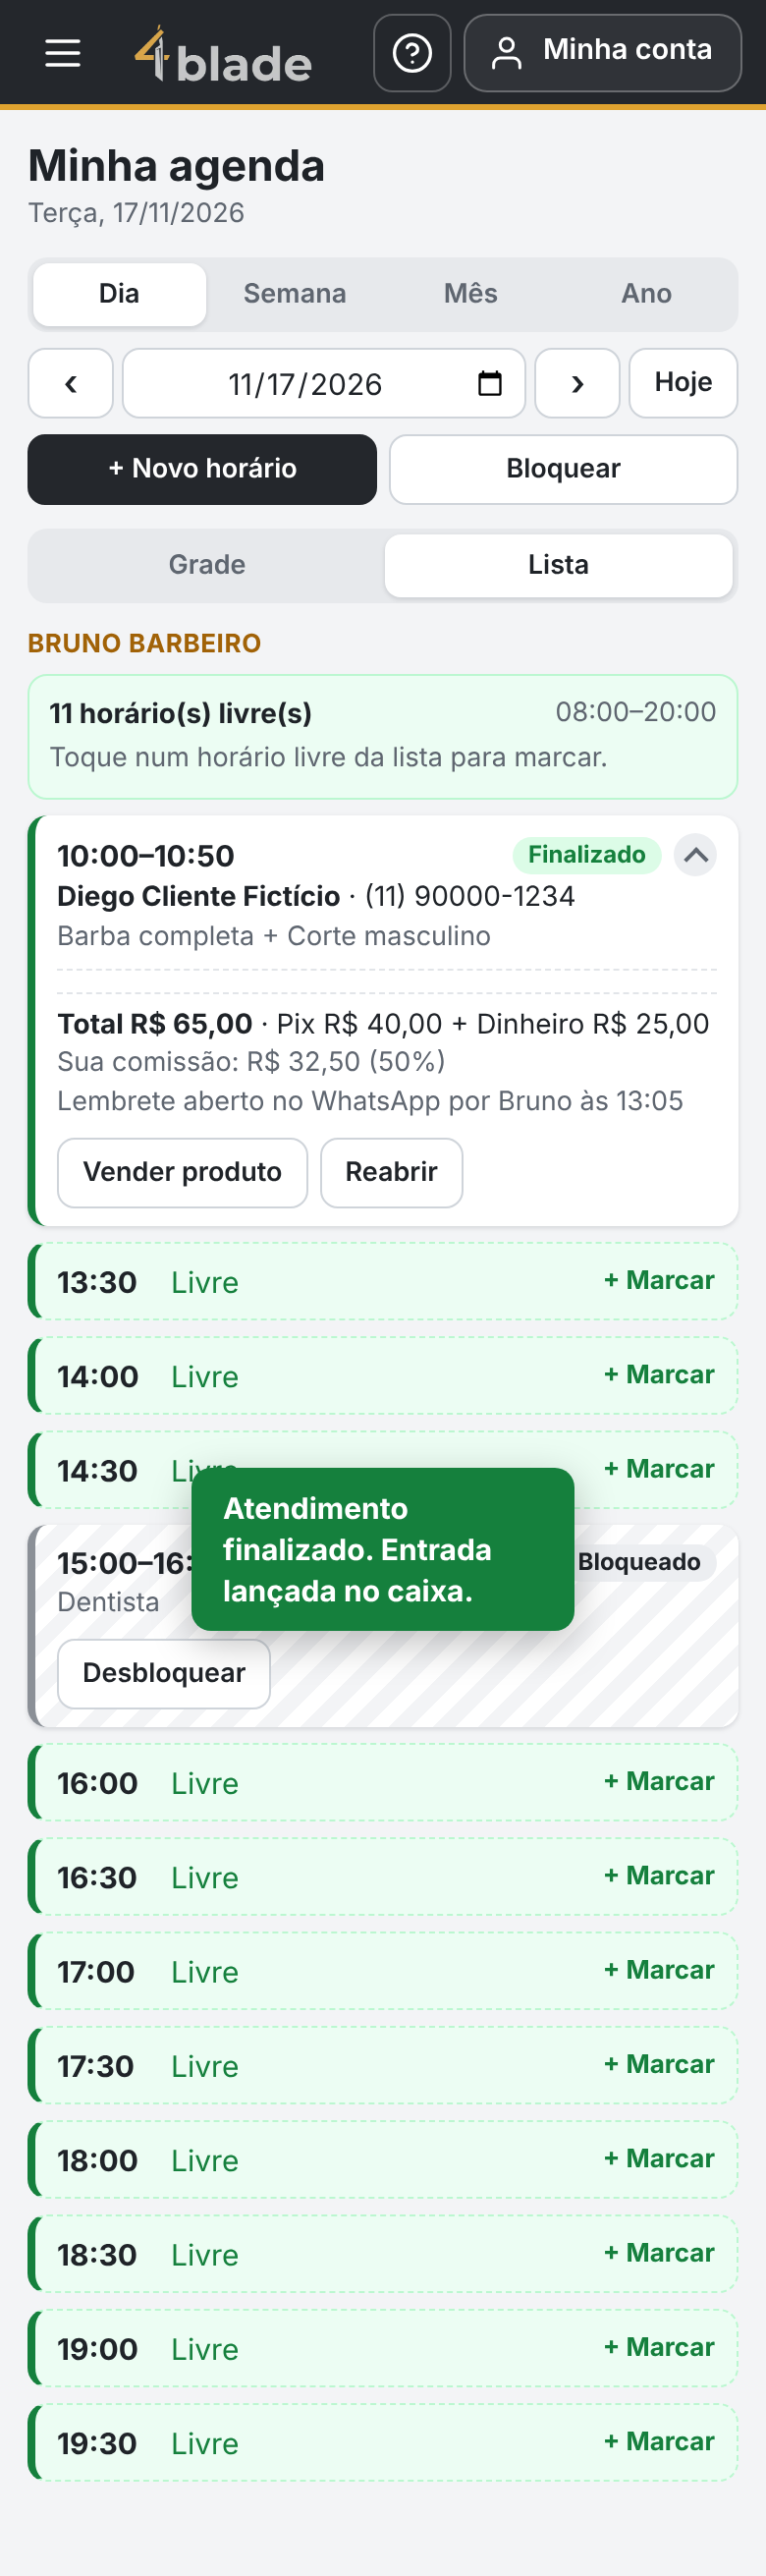 4blade
Minha conta
Minha agenda
Terça, 17/11/2026
Dia Semana Mês Ano
‹ 11/17/2026 › Hoje
+ Novo horário Bloquear
Grade Lista
BRUNO BARBEIRO
11 horário(s) livre(s) 08:00–20:00
Toque num horário livre da lista para marcar.
10:00–10:50 Finalizado
Diego Cliente Fictício · (11) 90000-1234
Barba completa + Corte masculino
Total R$ 65,00 · Pix R$ 40,00 + Dinheiro R$ 25,00
Sua comissão: R$ 32,50 (50%)
Lembrete aberto no WhatsApp por Bruno às 13:05
Vender produto Reabrir
13:30 Livre + Marcar
14:00 Livre + Marcar
14:30 Livre + Marcar
Atendimento
finalizado. Entrada
lançada no caixa.
15:00–16: Bloqueado
Dentista
Desbloquear
16:00 Livre + Marcar
16:30 Livre + Marcar
17:00 Livre + Marcar
17:30 Livre + Marcar
18:00 Livre + Marcar
18:30 Livre + Marcar
19:00 Livre + Marcar
19:30 Livre + Marcar